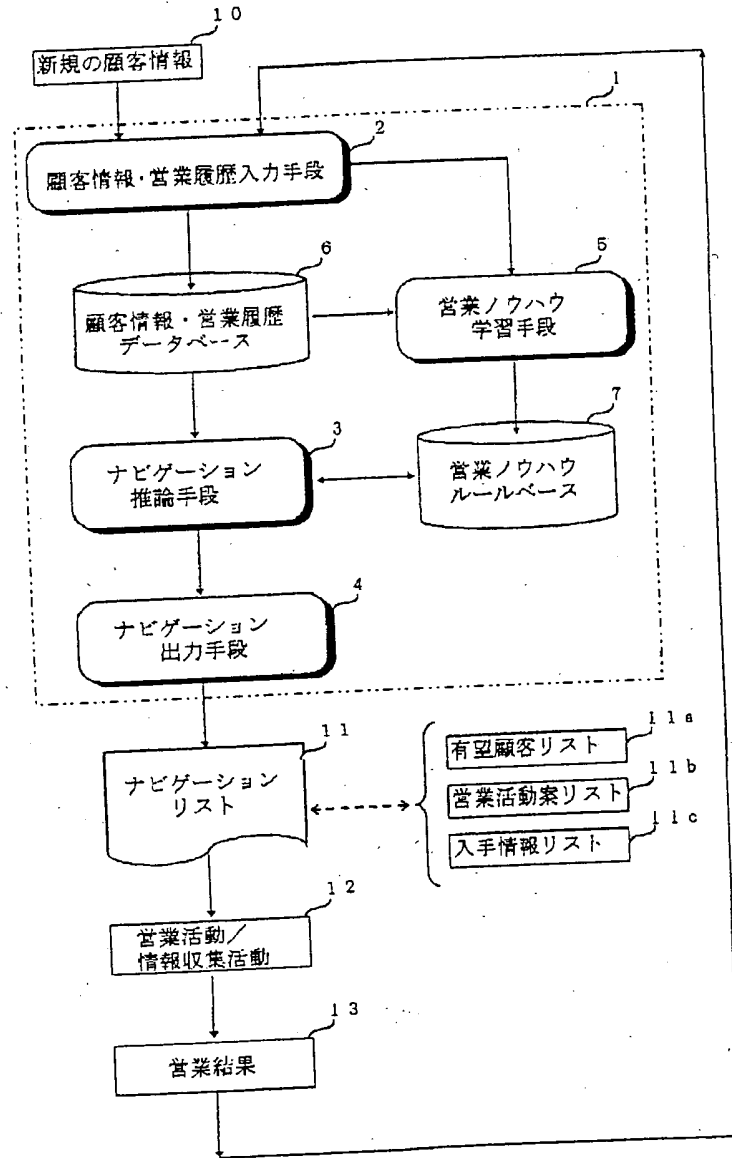 １０
新規の顧客情報
１
２
顧客情報・営業履歴入力手段
６
５
顧客情報・営業履歴
データベース
営業ノウハウ
学習手段
７
３
ナビゲーション
推論手段
営業ノウハウ
ルールベース
４
ナビゲーション
出力手段
１１
ナビゲーション
リスト
１１ａ
有望顧客リスト
１１ｂ
営業活動案リスト
１１ｃ
入手情報リスト
１２
営業活動／
情報収集活動
１３
営業結果